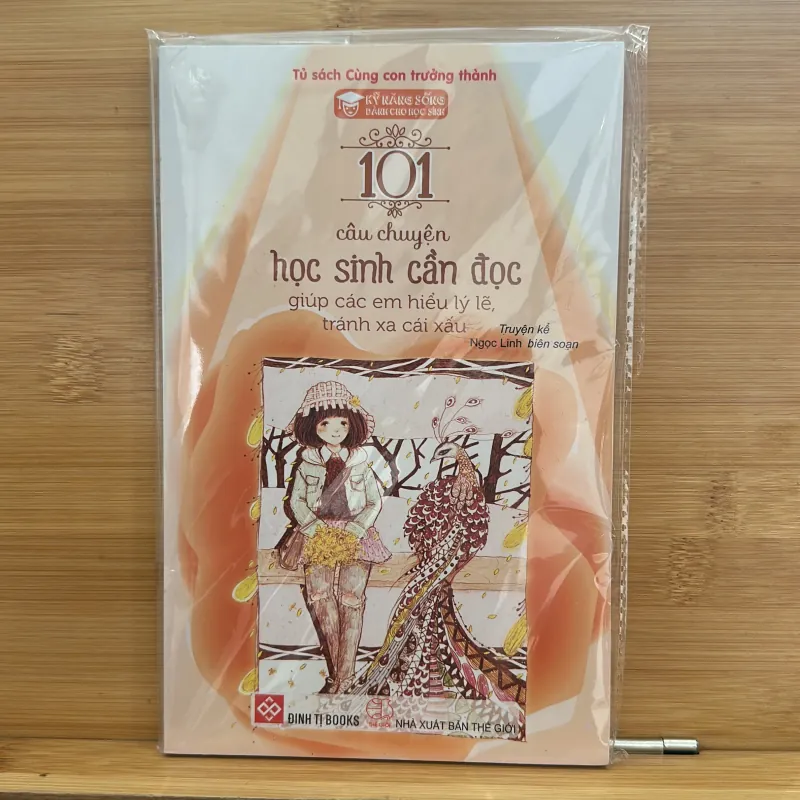 Tủ sách Cùng con trưởng thành
KỸ NĂNG SỐNG
DÀNH CHO HỌC SINH
101
câu chuyện
học sinh cần đọc
giúp các em hiểu lý lẽ,
tránh xa cái xấu
Truyện kể
Ngọc Linh biên soạn
ĐINH TỊ BOOKS
NHÀ XUẤT BẢN THẾ GIỚI